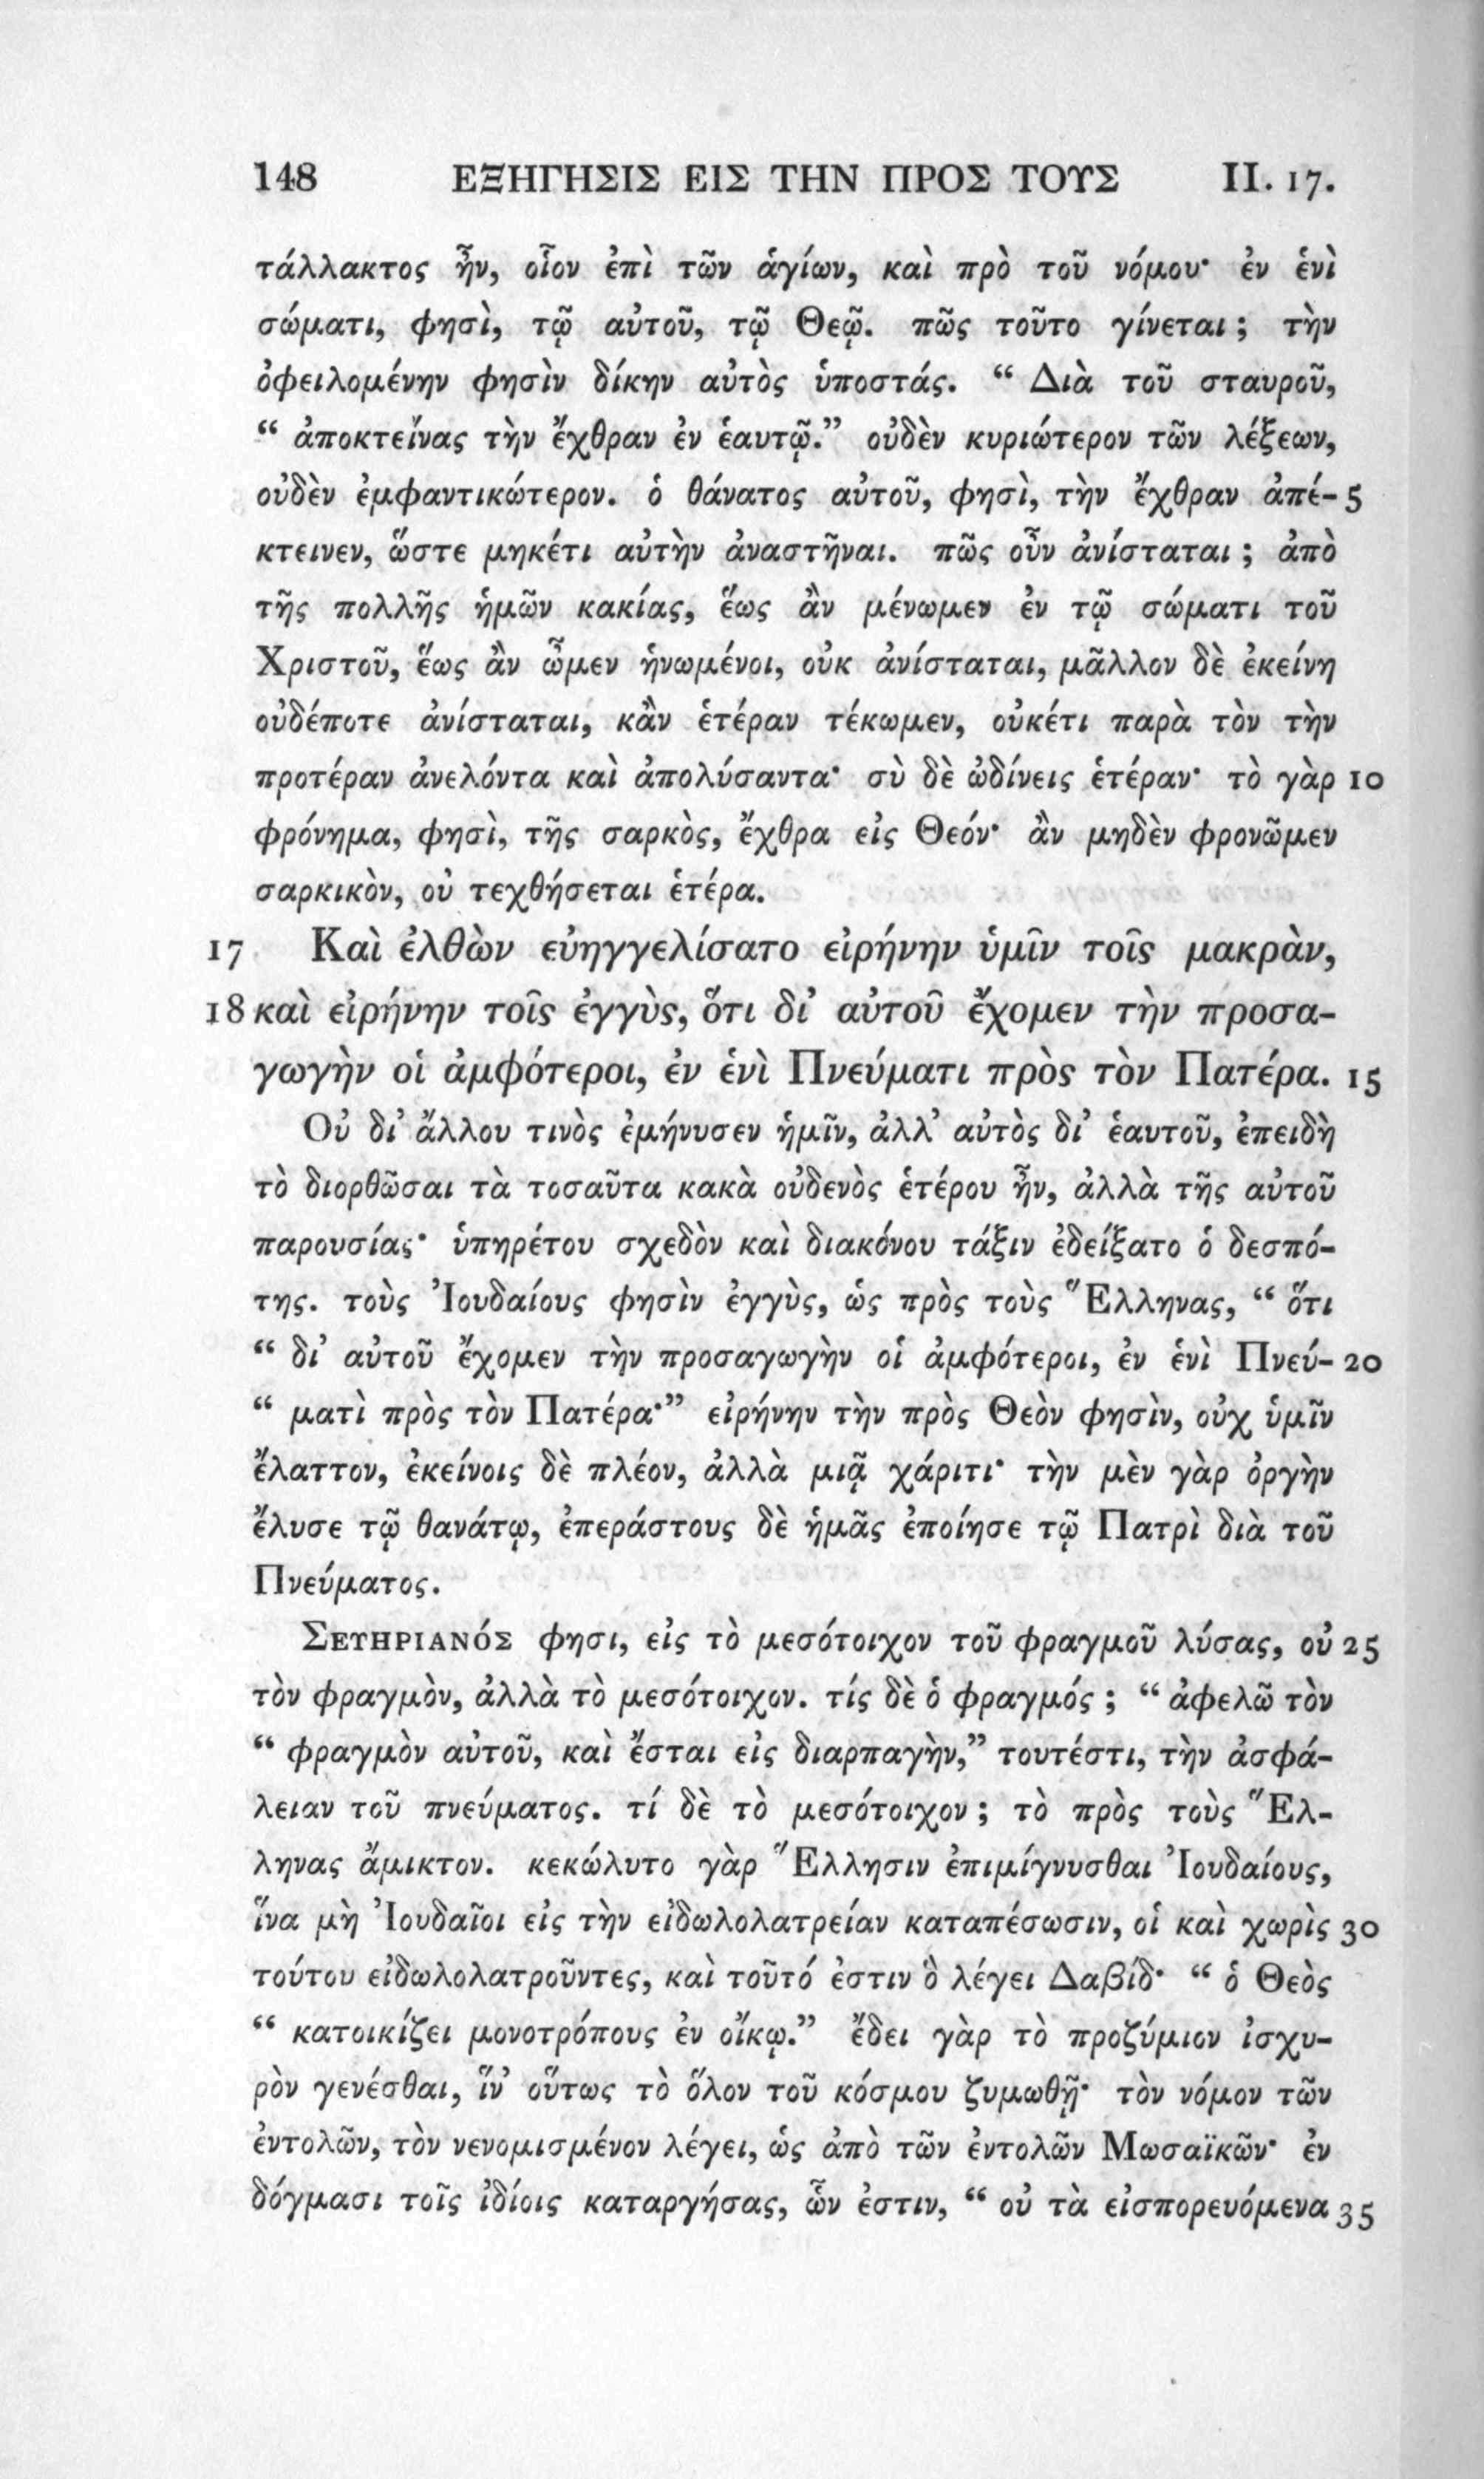 148 ΕΞΗΓΗΣΙΣ ΕΙΣ ΤΗΝ ΠΡΟΣ ΤΟΥΣ II. 17.
τάλλακτος ἦν, οἷον ἐπὶ τῶν ἁγίων, καὶ πρὸ τοῦ νόμου· ἐν ἑνὶ
σώματι, φησὶ, τῷ αὐτοῦ, τῷ Θεῷ. πῶς τοῦτο γίνεται; τὴν
ὀφειλομένην φησὶν δίκην αὐτὸς ὑποστάς. “ Διὰ τοῦ σταυροῦ,
“ ἀποκτείνας τὴν ἔχθραν ἐν ἑαυτῷ.” οὐδὲν κυριώτερον τῶν λέξεων,
οὐδὲν ἐμφαντικώτερον. ὁ θάνατος αὐτοῦ, φησὶ, τὴν ἔχθραν ἀπέ- 5
κτεινεν, ὥστε μηκέτι αὐτὴν ἀναστῆναι. πῶς οὖν ἀνίσταται; ἀπὸ
τῆς πολλῆς ἡμῶν κακίας, ἕως ἂν μένωμεν ἐν τῷ σώματι τοῦ
Χριστοῦ, ἕως ἂν ὦμεν ἡνωμένοι, οὐκ ἀνίσταται, μᾶλλον δὲ ἐκείνη
οὐδέποτε ἀνίσταται, κἂν ἑτέραν τέκωμεν, οὐκέτι παρὰ τὸν τὴν
προτέραν ἀνελόντα καὶ ἀπολύσαντα· σὺ δὲ ὠδίνεις ἑτέραν· τὸ γὰρ 10
φρόνημα, φησὶ, τῆς σαρκὸς, ἔχθρα εἰς Θεόν· ἂν μηδὲν φρονῶμεν
σαρκικὸν, οὐ τεχθήσεται ἑτέρα.
17 Καὶ ἐλθὼν εὐηγγελίσατο εἰρήνην ὑμῖν τοῖς μακρὰν,
18 καὶ εἰρήνην τοῖς ἐγγὺς, ὅτι δι’ αὐτοῦ ἔχομεν τὴν προσα-
γωγὴν οἱ ἀμφότεροι, ἐν ἑνὶ Πνεύματι πρὸς τὸν Πατέρα. 15
Οὐ δι’ ἄλλου τινὸς ἐμήνυσεν ἡμῖν, ἀλλ’ αὐτὸς δι’ ἑαυτοῦ, ἐπειδὴ
τὸ διορθῶσαι τὰ τοσαῦτα κακὰ οὐδενὸς ἑτέρου ἦν, ἀλλὰ τῆς αὐτοῦ
παρουσίας· ὑπηρέτου σχεδὸν καὶ διακόνου τάξιν ἐδείξατο ὁ δεσπό-
της. τοὺς Ἰουδαίους φησὶν ἐγγὺς, ὡς πρὸς τοὺς Ἕλληνας, “ ὅτι
“ δι’ αὐτοῦ ἔχομεν τὴν προσαγωγὴν οἱ ἀμφότεροι, ἐν ἑνὶ Πνεύ- 20
“ ματὶ πρὸς τὸν Πατέρα·” εἰρήνην τὴν πρὸς Θεὸν φησὶν, οὐχ ὑμῖν
ἔλαττον, ἐκείνοις δὲ πλέον, ἀλλὰ μιᾷ χάριτι· τὴν μὲν γὰρ ὀργὴν
ἔλυσε τῷ θανάτῳ, ἐπεράστους δὲ ἡμᾶς ἐποίησε τῷ Πατρὶ διὰ τοῦ
Πνεύματος.
ΣΕΥΗΡΙΑΝΌΣ φησι, εἰς τὸ μεσότοιχον τοῦ φραγμοῦ λύσας, οὐ 25
τὸν φραγμὸν, ἀλλὰ τὸ μεσότοιχον. τίς δὲ ὁ φραγμός; “ ἀφελῶ τὸν
“ φραγμὸν αὐτοῦ, καὶ ἔσται εἰς διαρπαγὴν,” τουτέστι, τὴν ἀσφά-
λειαν τοῦ πνεύματος. τί δὲ τὸ μεσότοιχον; τὸ πρὸς τοὺς Ἕλ-
ληνας ἄμικτον. κεκώλυτο γὰρ Ἕλλησιν ἐπιμίγνυσθαι Ἰουδαίους,
ἵνα μὴ Ἰουδαῖοι εἰς τὴν εἰδωλολατρείαν καταπέσωσιν, οἱ καὶ χωρὶς 30
τούτου εἰδωλολατροῦντες, καὶ τοῦτό ἐστιν ὃ λέγει Δαβίδ· “ ὁ Θεὸς
“ κατοικίζει μονοτρόπους ἐν οἴκῳ.” ἔδει γὰρ τὸ προζύμιον ἰσχυ-
ρὸν γενέσθαι, ἵν’ οὕτως τὸ ὅλον τοῦ κόσμου ζυμωθῇ· τὸν νόμον τῶν
ἐντολῶν, τὸν νενομισμένον λέγει, ὡς ἀπὸ τῶν ἐντολῶν Μωσαϊκῶν· ἐν
δόγμασι τοῖς ἰδίοις καταργήσας, ὧν ἐστιν, “ οὐ τὰ εἰσπορευόμενα 35